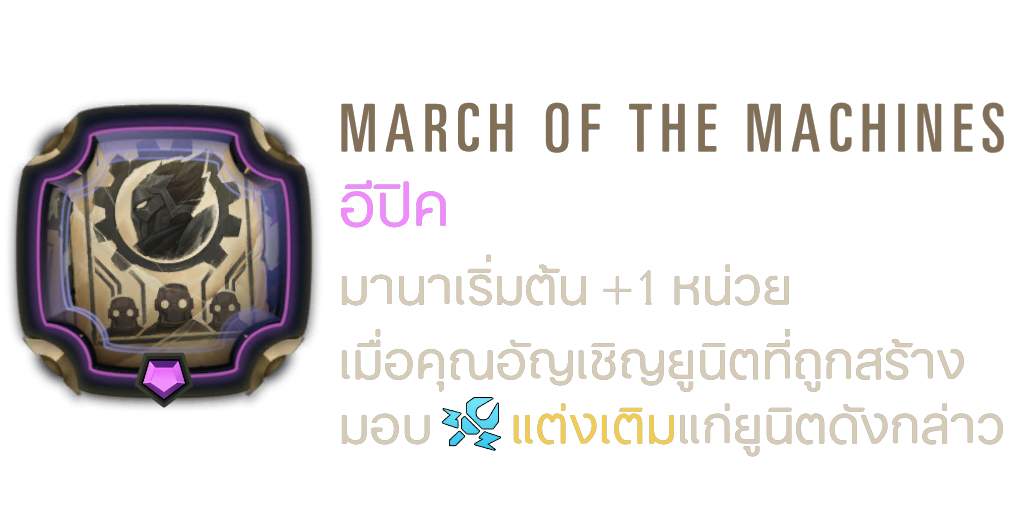 MARCH OF THE MACHINES
อีปิค
มานาเริ่มต้น +1 หน่วย
เมื่อคุณอัญเชิญยูนิตที่ถูกสร้าง
มอบ แต่งเติมแก่ยูนิตดังกล่าว